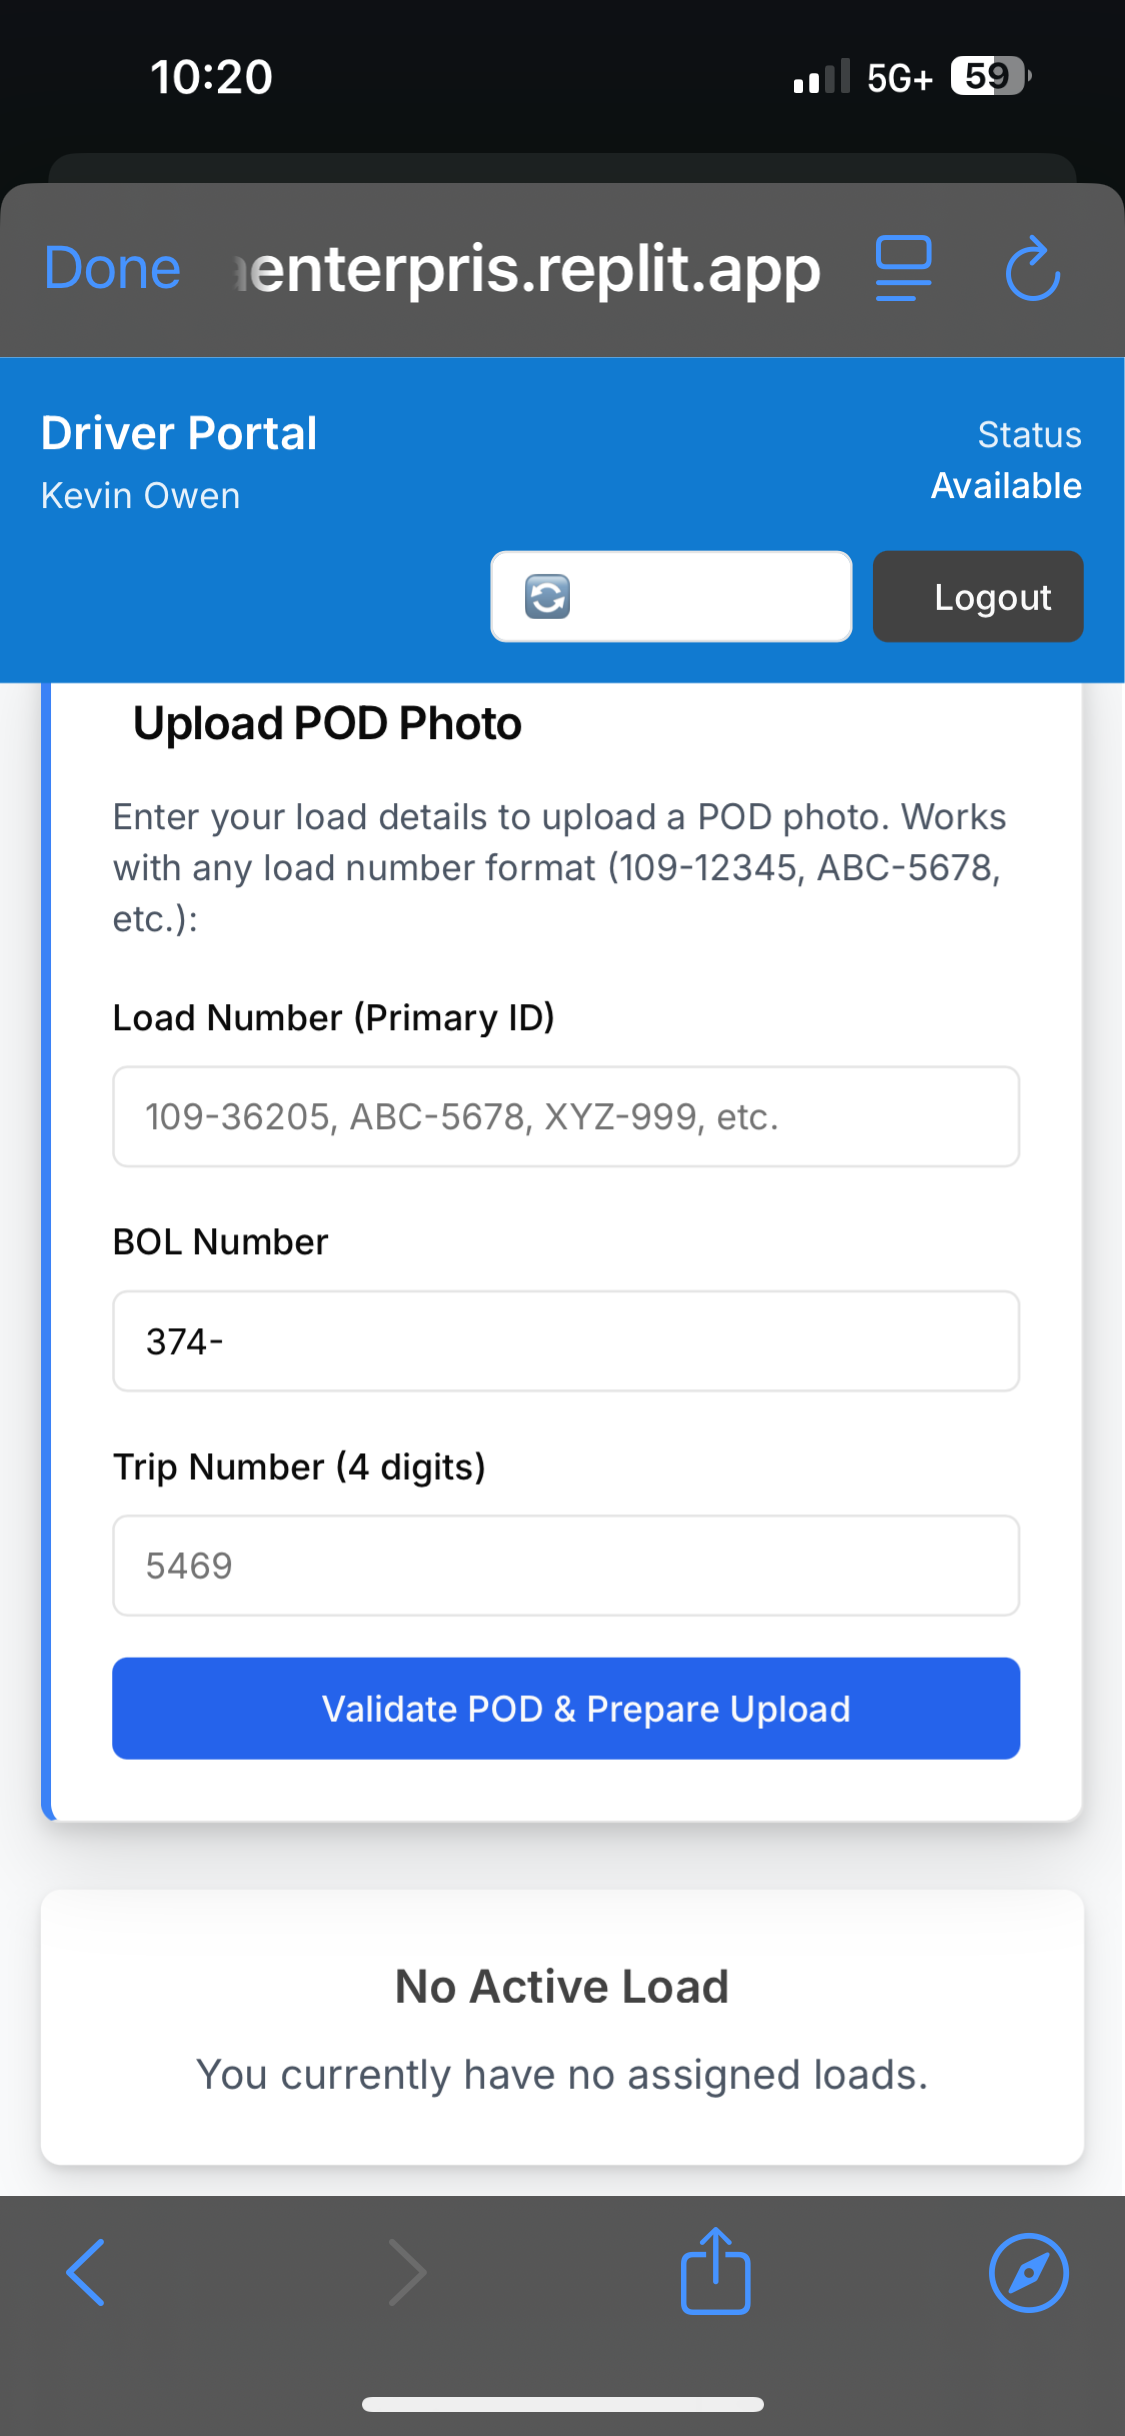 10:20
5G+ 59
Done enterpris.replit.app
Driver Portal
Kevin Owen
Status
Available
Logout
Upload POD Photo
Enter your load details to upload a POD photo. Works
with any load number format (109-12345, ABC-5678,
etc.):
Load Number (Primary ID)
109-36205, ABC-5678, XYZ-999, etc.
BOL Number
374-
Trip Number (4 digits)
5469
Validate POD & Prepare Upload
No Active Load
You currently have no assigned loads.